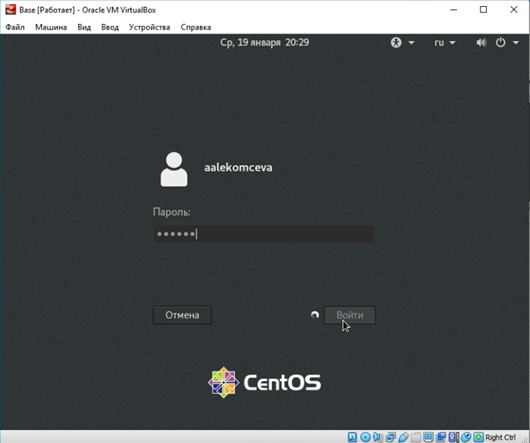 Base [Работает] - Oracle VM VirtualBox
Файл Машина Вид Ввод Устройства Справка
Ср, 19 января 20:29
ru
aalekomceva
Пароль:
Отмена
Войти
CentOS
Right Ctrl